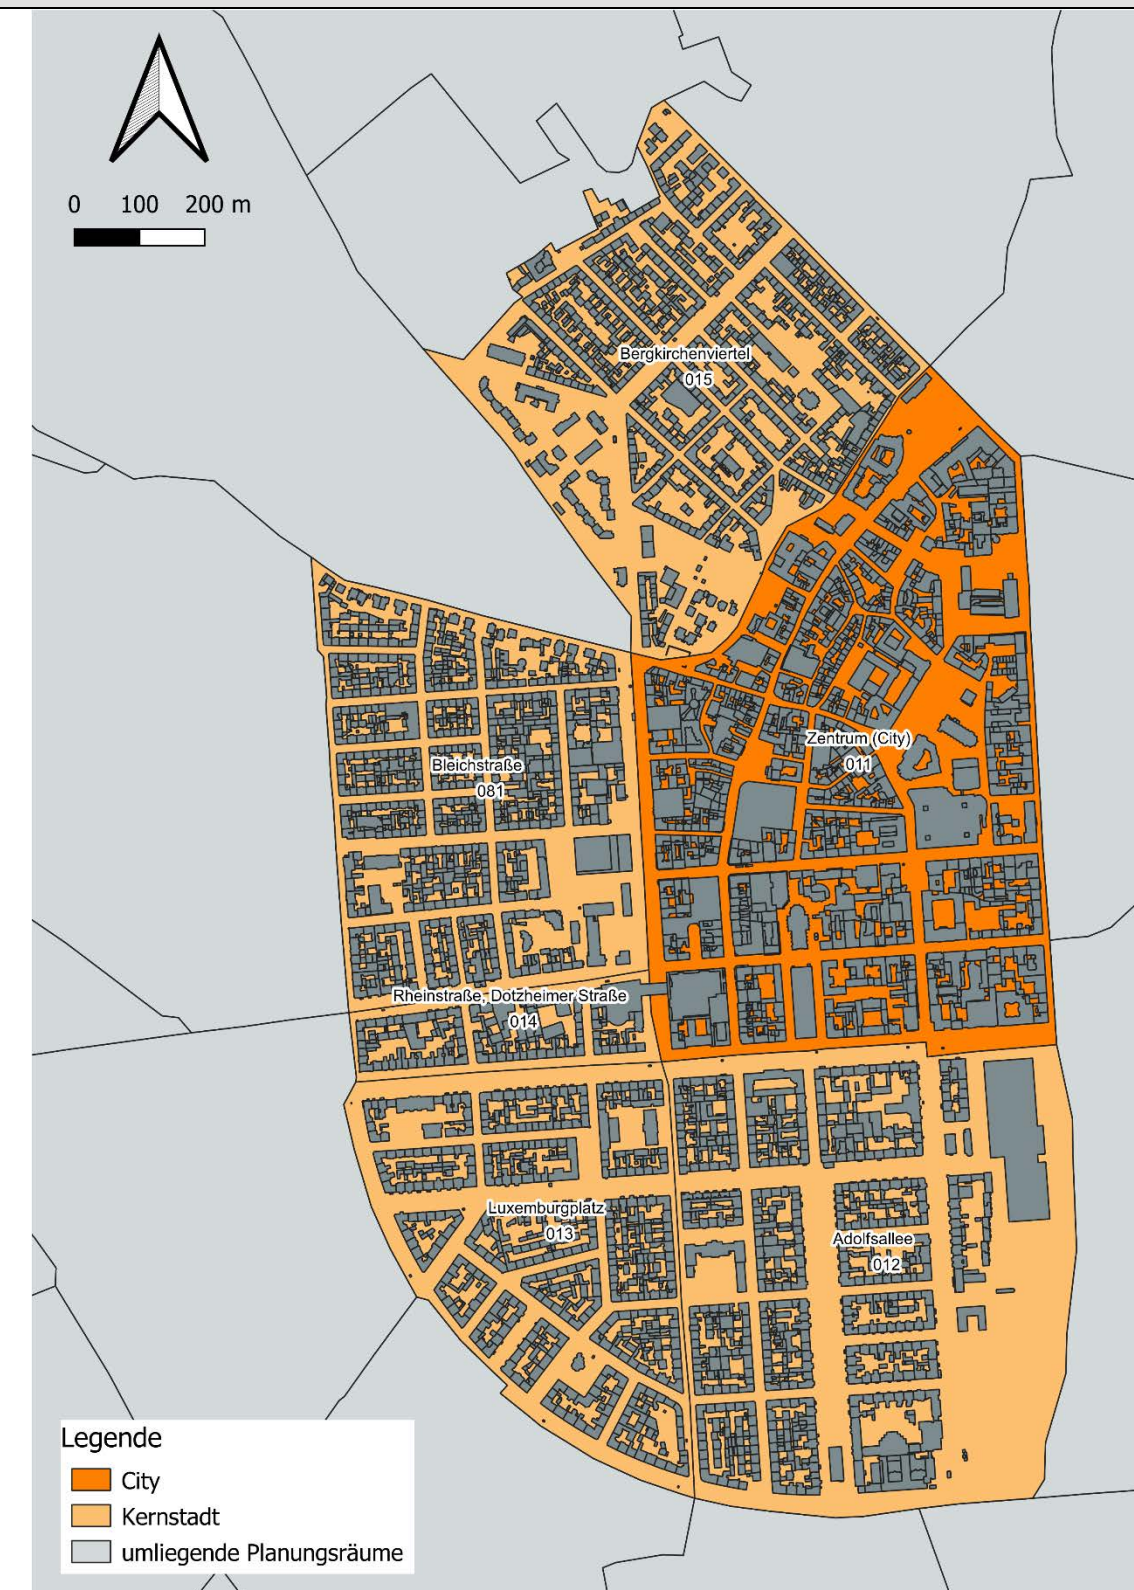 0 100 200 m
Bergkirchenviertel
015
Zentrum (City)
011
Bleichstraße
081
Rheinstraße, Dotzheimer Straße
014
Luxemburgplatz
013
Adolfsallee
012
Legende
City
Kernstadt
umliegende Planungsräume